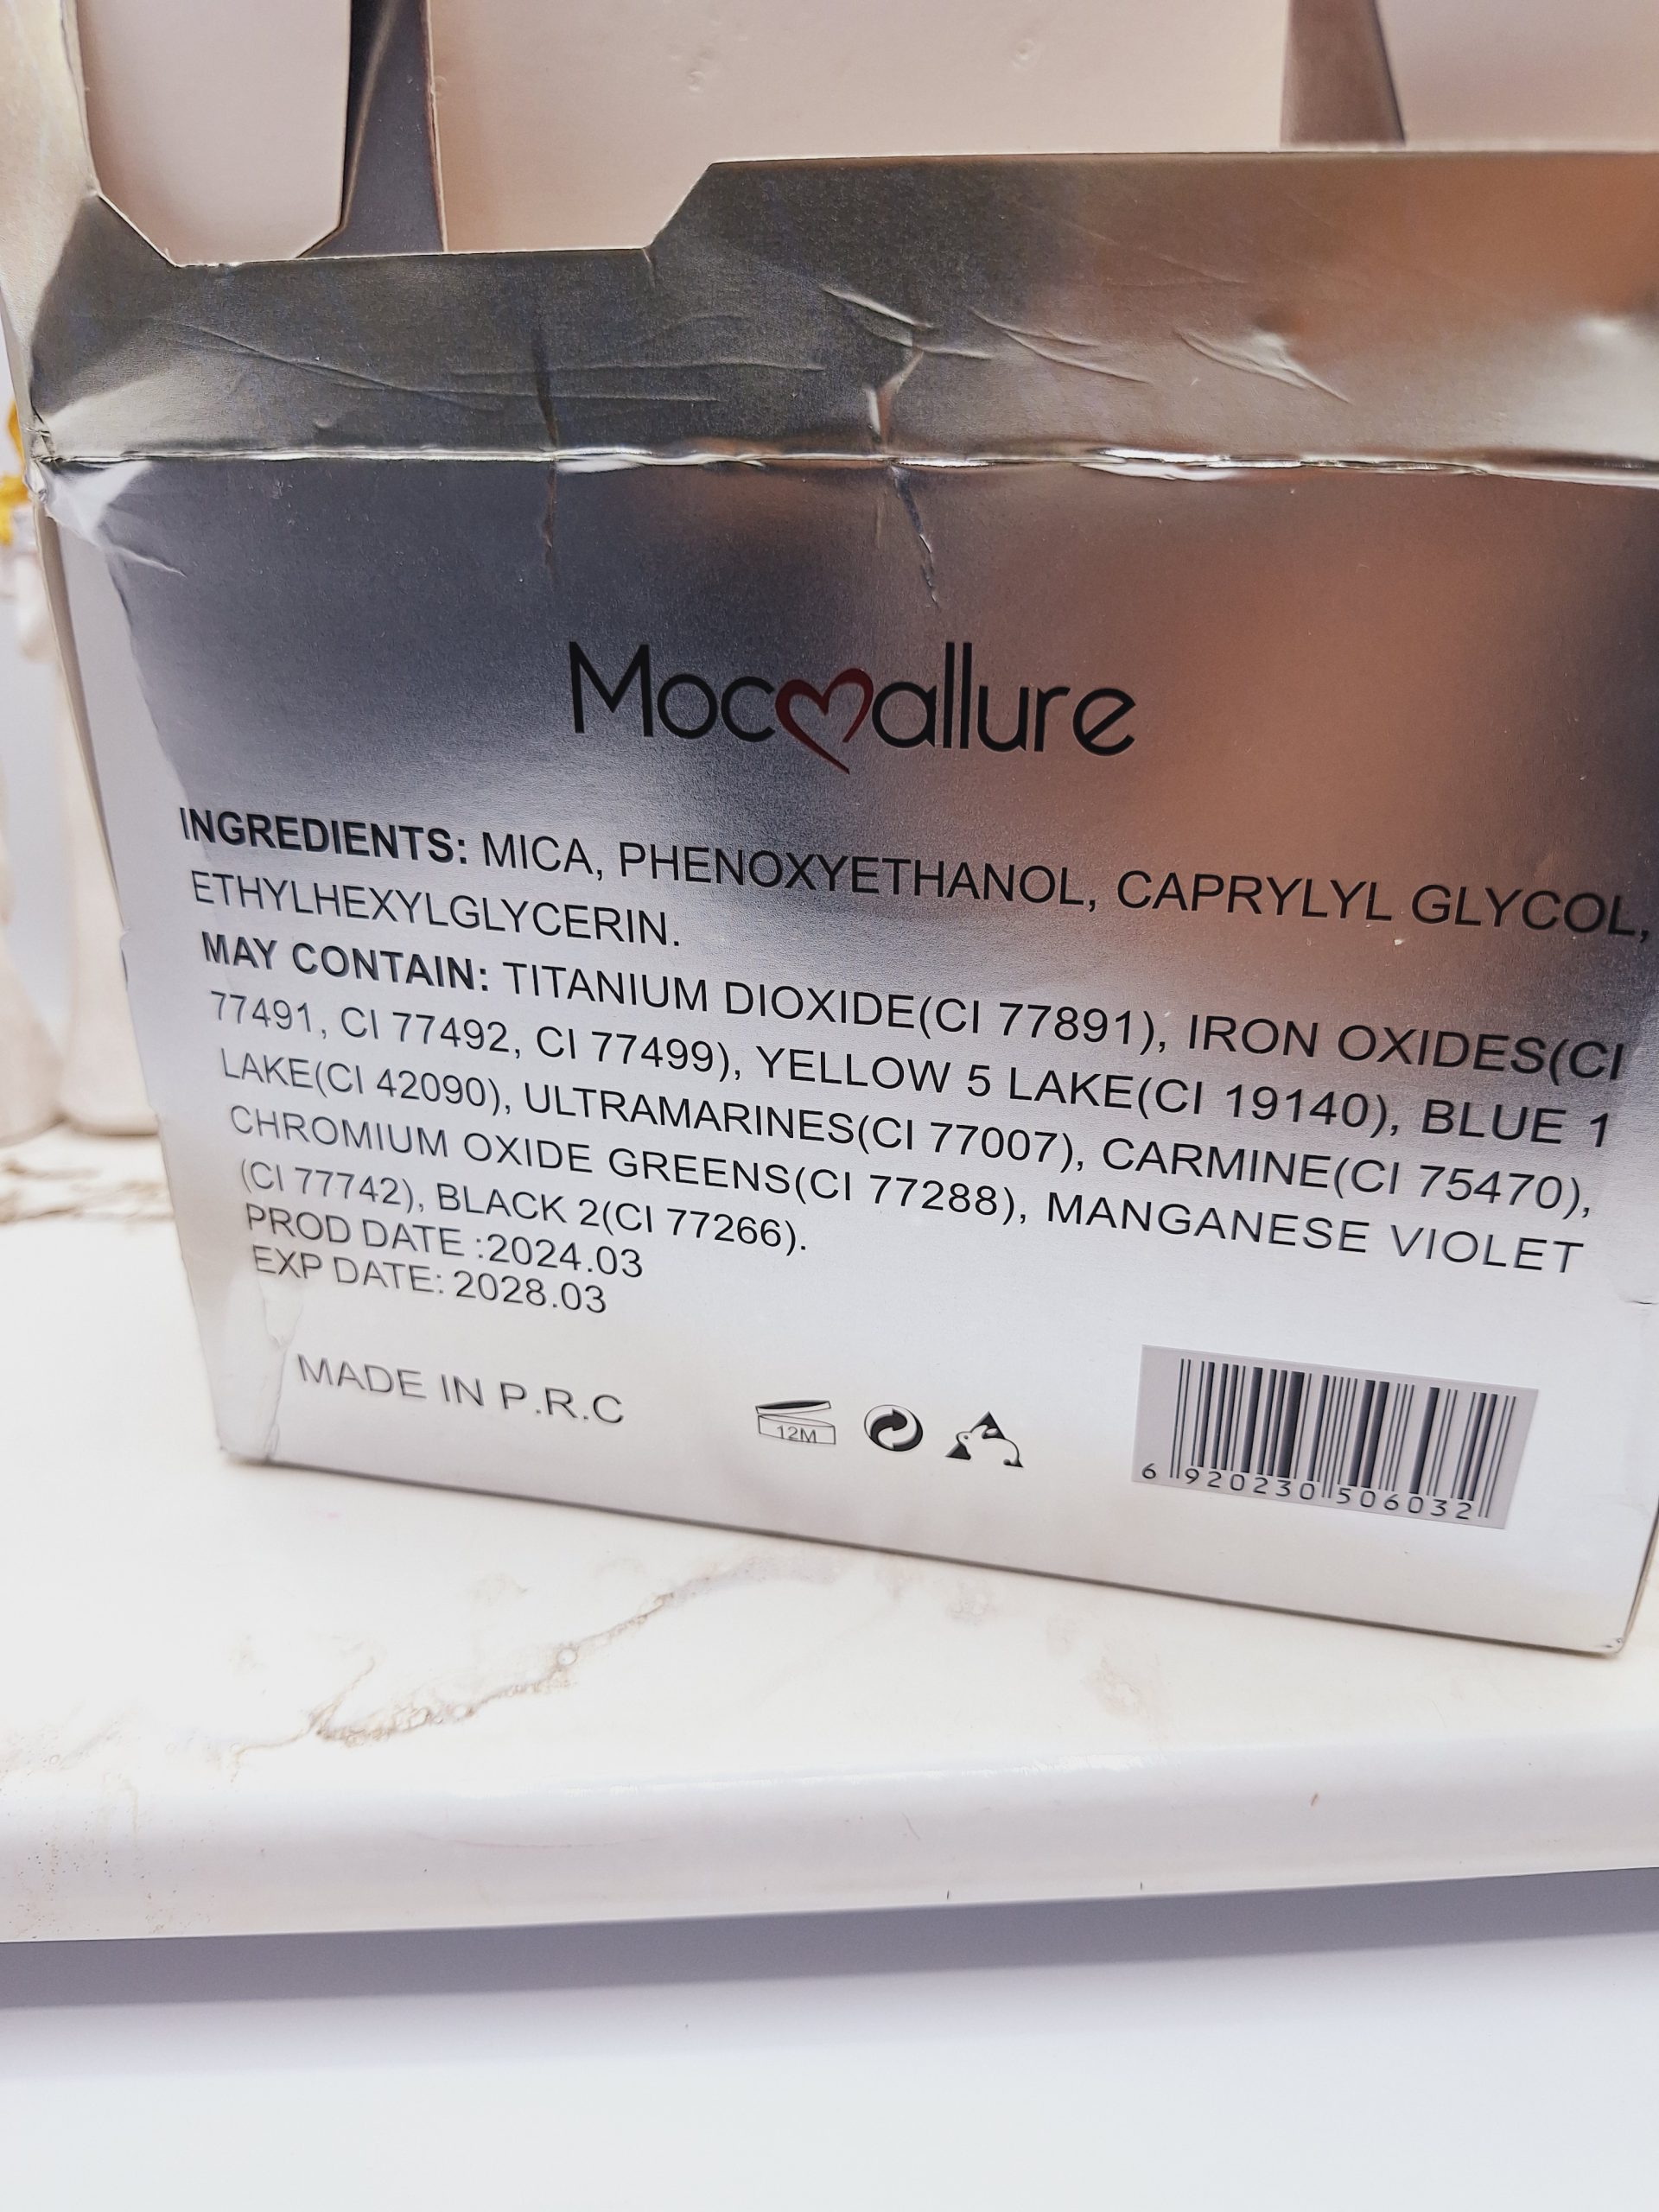 Mocallure
INGREDIENTS: MICA, PHENOXYETHANOL, CAPRYLYL GLYCOL,
ETHYLHEXYLGLYCERIN.
MAY CONTAIN: TITANIUM DIOXIDE(CI 77891), IRON OXIDES(CI
77491, CI 77492, CI 77499), YELLOW 5 LAKE(CI 19140), BLUE 1
LAKE(CI 42090), ULTRAMARINES(CI 77007), CARMINE(CI 75470),
CHROMIUM OXIDE GREENS(CI 77288), MANGANESE VIOLET
(CI 77742), BLACK 2(CI 77266).
PROD DATE :2024.03
EXP DATE: 2028.03
MADE IN P.R.C
12M
6 920230 506032